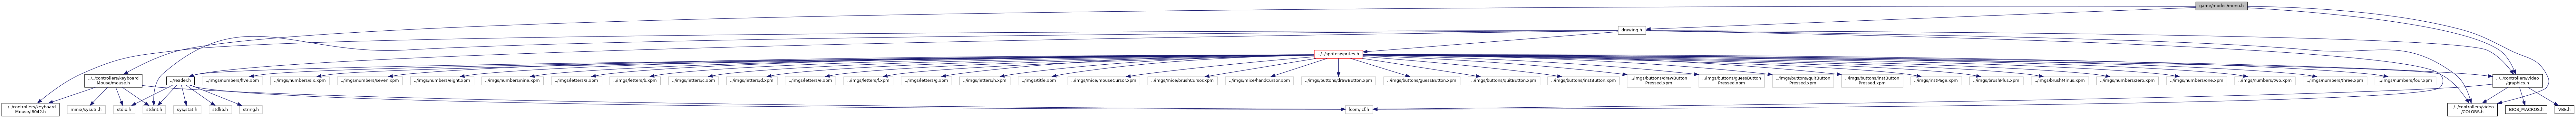 game/modes/menu.h
drawing.h
../../sprites/sprites.h
../../controllers/keyboard
Mouse/mouse.h
../reader.h
../imgs/numbers/five.xpm
../imgs/numbers/six.xpm
../imgs/numbers/seven.xpm
../imgs/numbers/eight.xpm
../imgs/numbers/nine.xpm
../imgs/letters/a.xpm
../imgs/letters/b.xpm
../imgs/letters/c.xpm
../imgs/letters/d.xpm
../imgs/letters/e.xpm
../imgs/letters/f.xpm
../imgs/letters/g.xpm
../imgs/letters/h.xpm
../imgs/title.xpm
../imgs/mice/mouseCursor.xpm
../imgs/mice/brushCursor.xpm
../imgs/mice/handCursor.xpm
../imgs/buttons/drawButton.xpm
../imgs/buttons/guessButton.xpm
../imgs/buttons/quitButton.xpm
../imgs/buttons/instButton.xpm
../imgs/buttons/drawButton
Pressed.xpm
../imgs/buttons/guessButton
Pressed.xpm
../imgs/buttons/quitButton
Pressed.xpm
../imgs/buttons/instButton
Pressed.xpm
../imgs/instPage.xpm
../imgs/brushPlus.xpm
../imgs/brushMinus.xpm
../imgs/numbers/zero.xpm
../imgs/numbers/one.xpm
../imgs/numbers/two.xpm
../imgs/numbers/three.xpm
../imgs/numbers/four.xpm
../../controllers/video
/graphics.h
../../controllers/keyboard
Mouse/i8042.h
minix/sysutil.h
stdio.h
stdint.h
sys/stat.h
stdlib.h
string.h
lcom/lcf.h
../../controllers/video
/COLORS.h
BIOS_MACROS.h
VBE.h